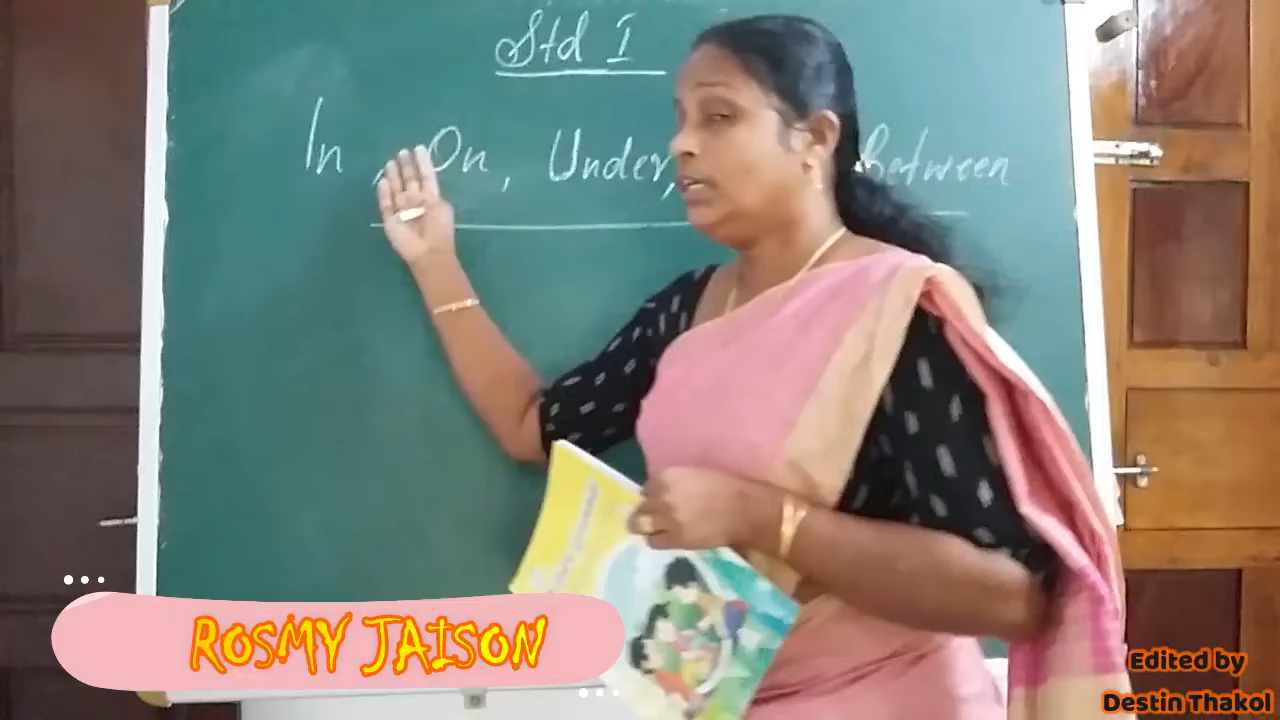 Std I
In, On, Under, Between
ROSMY JAISON
Edited by
Destin Thakol